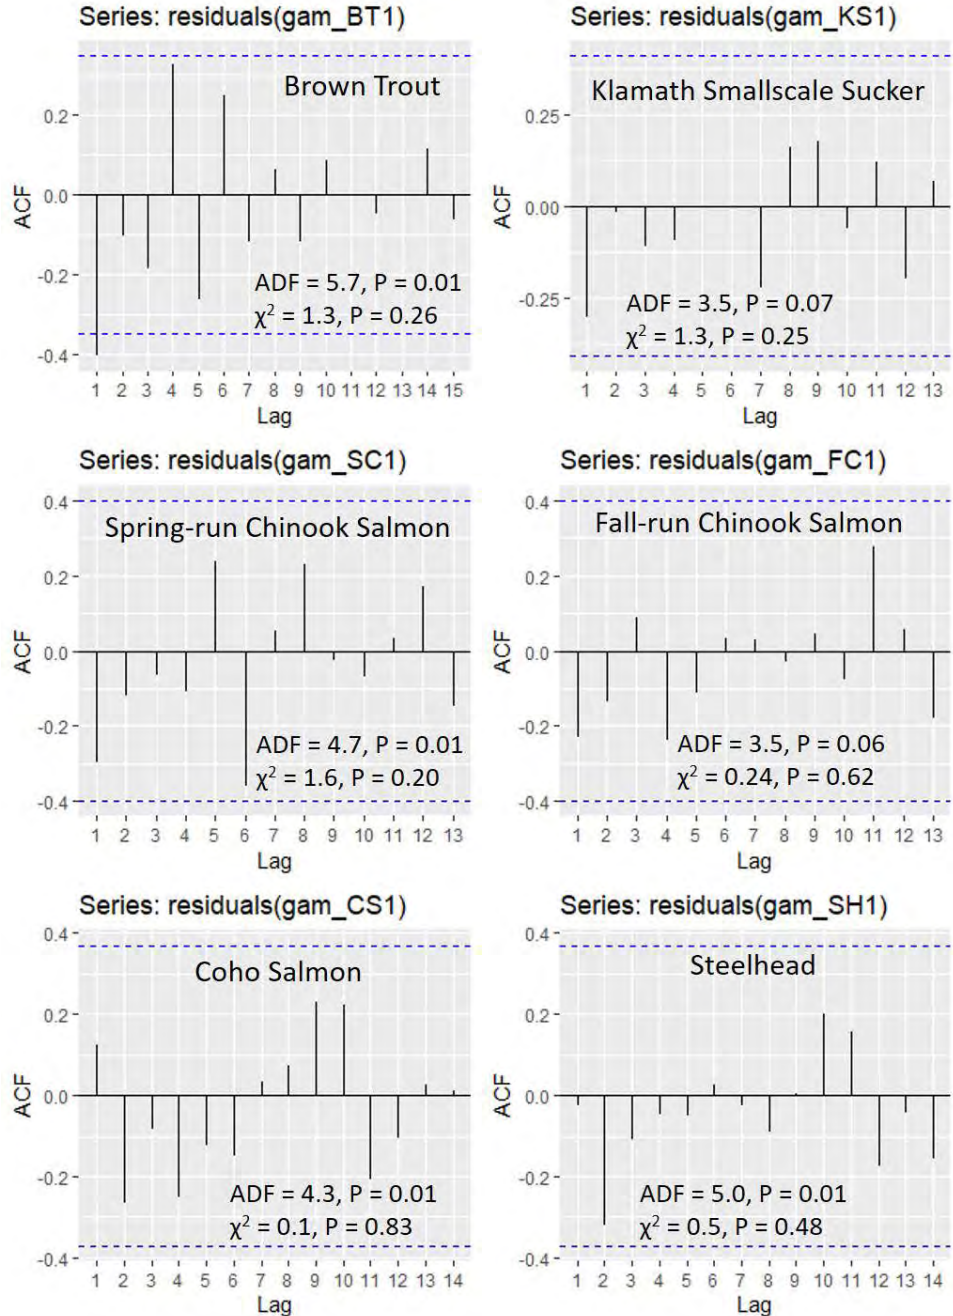 Series: residuals(gam_BT1)
Brown Trout
ACF
0.2
0.0
-0.2
-0.4
ADF = 5.7, P = 0.01
χ² = 1.3, P = 0.26
1 2 3 4 5 6 7 8 9 10 11 12 13 14 15
Lag
Series: residuals(gam_KS1)
Klamath Smallscale Sucker
ACF
0.25
0.00
-0.25
ADF = 3.5, P = 0.07
χ² = 1.3, P = 0.25
1 2 3 4 5 6 7 8 9 10 11 12 13
Lag
Series: residuals(gam_SC1)
0.4
Spring-run Chinook Salmon
ACF
0.2
0.0
-0.2
-0.4
ADF = 4.7, P = 0.01
χ² = 1.6, P = 0.20
1 2 3 4 5 6 7 8 9 10 11 12 13
Lag
Series: residuals(gam_FC1)
0.4
Fall-run Chinook Salmon
ACF
0.2
0.0
-0.2
-0.4
ADF = 3.5, P = 0.06
χ² = 0.24, P = 0.62
1 2 3 4 5 6 7 8 9 10 11 12 13
Lag
Series: residuals(gam_CS1)
0.4
Coho Salmon
ACF
0.2
0.0
-0.2
-0.4
ADF = 4.3, P = 0.01
χ² = 0.1, P = 0.83
1 2 3 4 5 6 7 8 9 10 11 12 13 14
Lag
Series: residuals(gam_SH1)
0.4
Steelhead
ACF
0.2
0.0
-0.2
-0.4
ADF = 5.0, P = 0.01
χ² = 0.5, P = 0.48
1 2 3 4 5 6 7 8 9 10 11 12 13 14
Lag